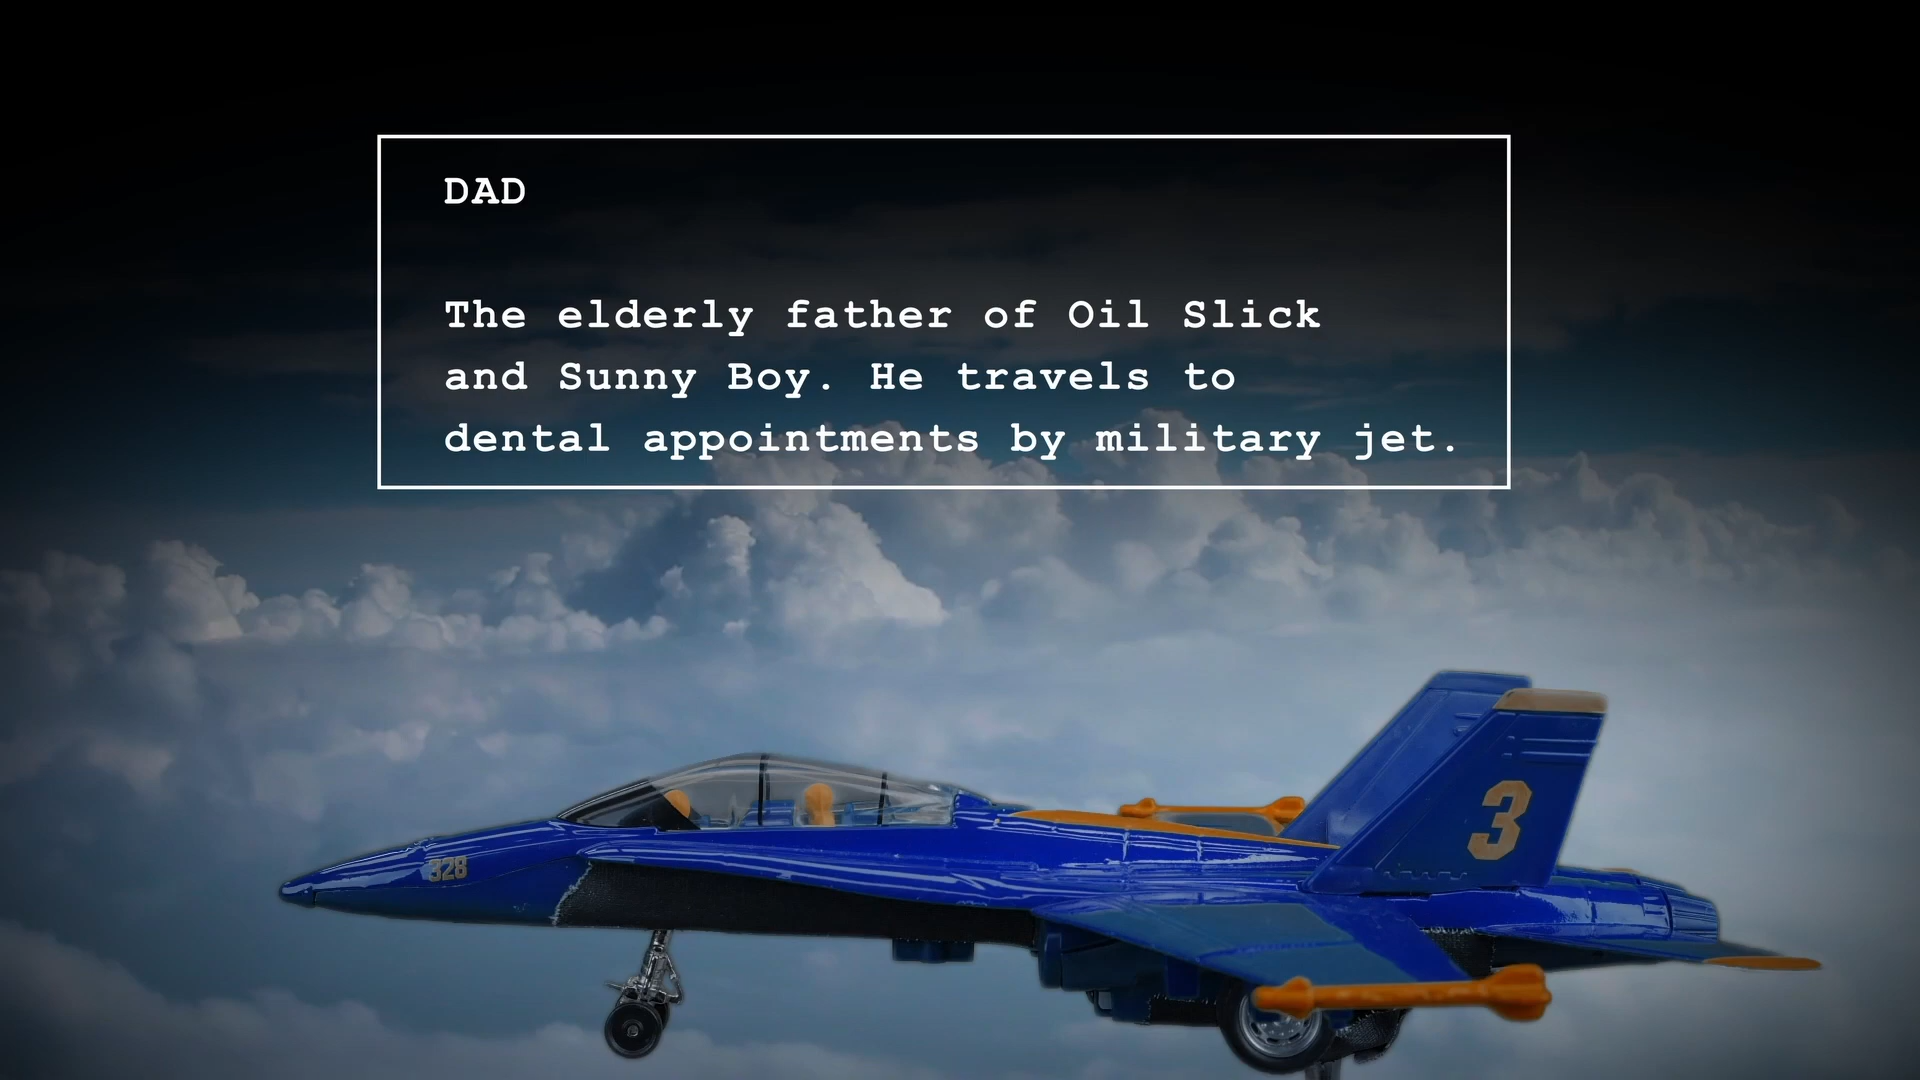 DAD
The elderly father of Oil Slick
and Sunny Boy. He travels to
dental appointments by military jet.
328
3